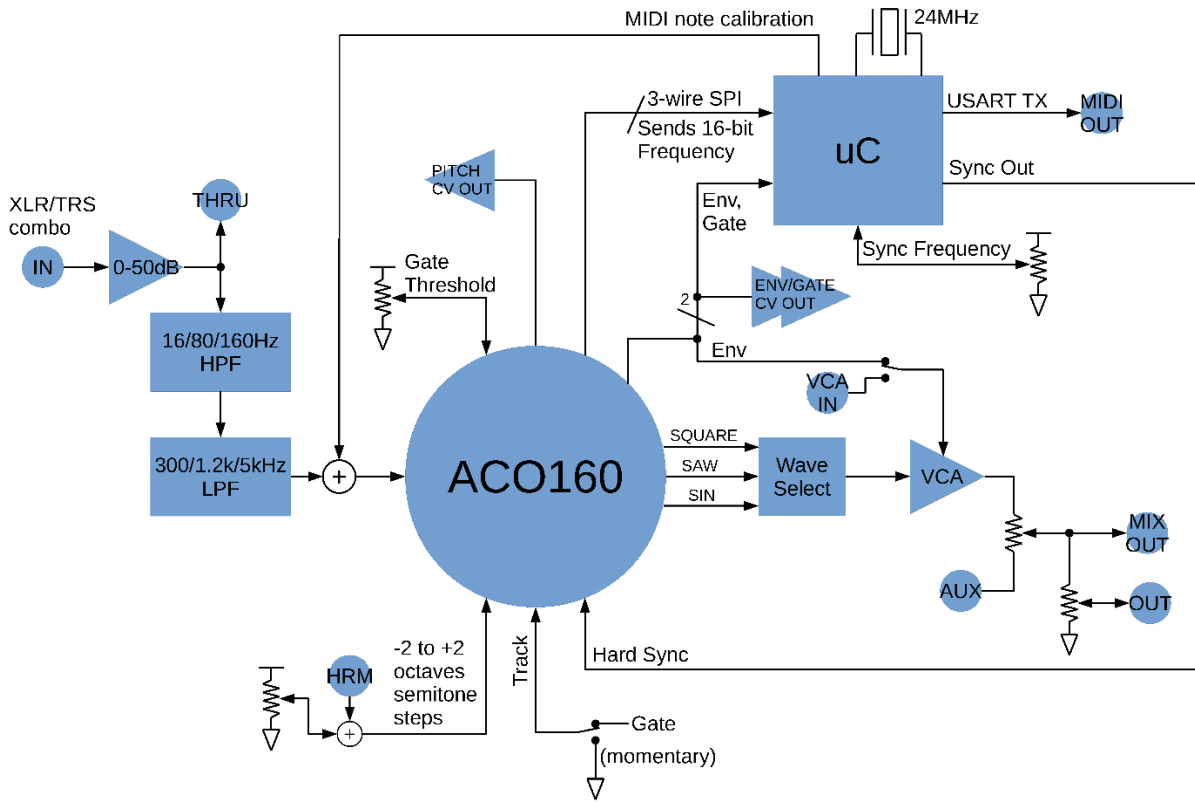 MIDI note calibration
24MHz
3-wire SPI
Sends 16-bit
Frequency
uC
USART TX
MIDI
OUT
Sync Out
PITCH
CV OUT
Env,
Gate
XLR/TRS
combo
THRU
IN
0-50dB
Gate
Threshold
Sync Frequency
2
ENV/GATE
CV OUT
16/80/160Hz
HPF
Env
VCA
IN
300/1.2k/5kHz
LPF
+
ACO160
SQUARE
SAW
SIN
Wave
Select
VCA
MIX
OUT
AUX
OUT
HRM
+
-2 to +2
octaves
semitone
steps
Track
Hard Sync
Gate
(momentary)